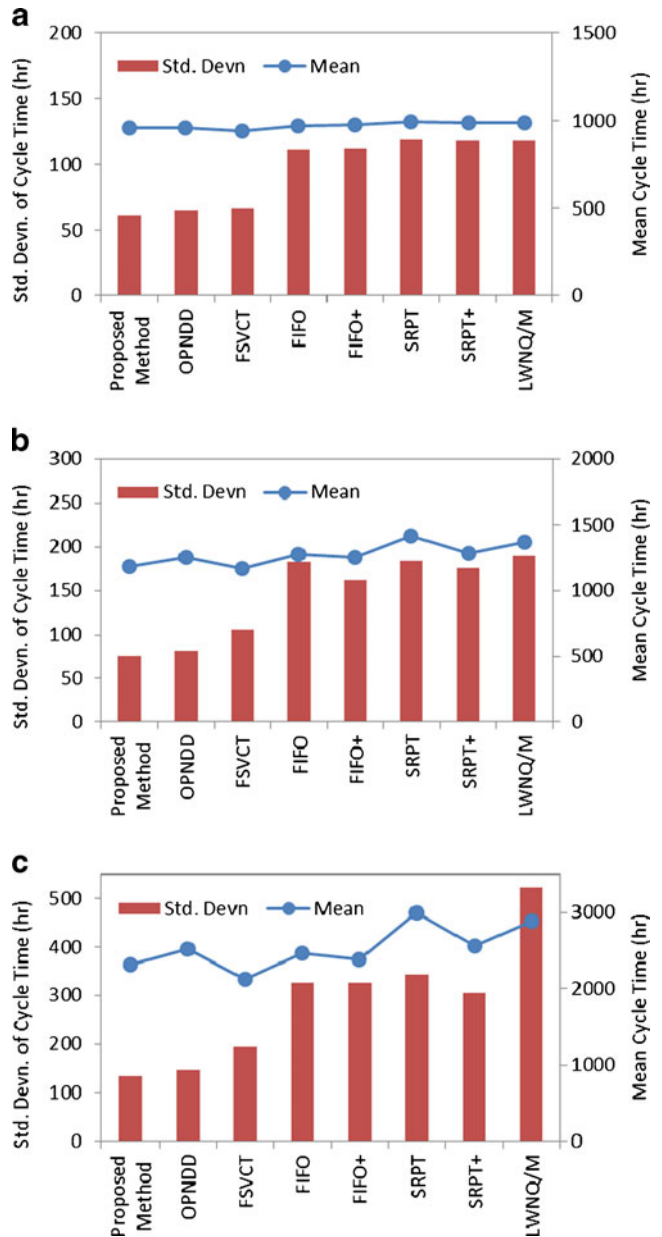 a
200
150
100
50
0
Std. Devn. of Cycle Time (hr)
Std. Devn
Mean
1500
1000
500
0
Mean Cycle Time (hr)
Proposed
Method
OPNDD
FSVCT
FIFO
FIFO+
SRPT
SRPT+
LWNQ/M
b
300
250
200
150
100
50
0
Std. Devn. of Cycle Time (hr)
Std. Devn
Mean
2000
1500
1000
500
0
Mean Cycle Time (hr)
Proposed
Method
OPNDD
FSVCT
FIFO
FIFO+
SRPT
SRPT+
LWNQ/M
c
500
400
300
200
100
0
Std. Devn. of Cycle Time (hr)
Std. Devn
Mean
3000
2000
1000
0
Mean Cycle Time (hr)
Proposed
Method
OPNDD
FSVCT
FIFO
FIFO+
SRPT
SRPT+
LWNQ/M